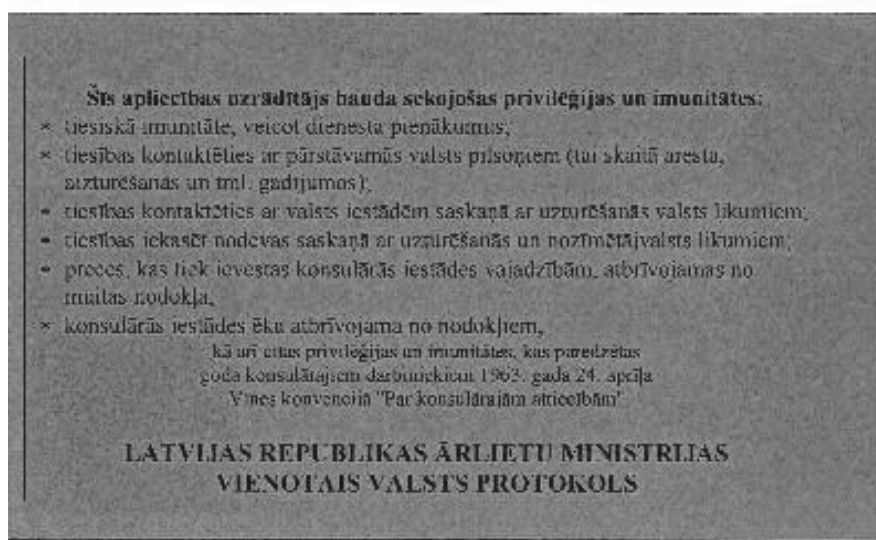 Šīs apliecības uzrādītājs bauda sekojošas privilēģijas un imunitātes:
* tiesiskā imunitāte, veicot dienesta pienākumus;
* tiesības kontaktēties ar pārstāvamās valsts pilsoņiem (tai skaitā aresta,
aizturēšanas un tml. gadījumos);
* tiesības kontaktēties ar valsts iestādēm saskaņā ar uzturēšanās valsts likumiem;
* tiesības iekasēt nodevas saskaņā ar uzturēšanās un nozīmētājvalsts likumiem;
* preces, kas tiek ievestas konsulārās iestādes vajadzībām, atbrīvojamas no
muitas nodokļa;
* konsulārās iestādes ēka atbrīvojama no nodokļiem,
kā arī citas privilēģijas un imunitātes, kas paredzētas
goda konsulārajiem darbiniekiem 1963. gada 24. aprīļa
Vīnes konvencijā "Par konsulārajām attiecībām"
LATVIJAS REPUBLIKAS ĀRLIETU MINISTRIJAS
VIENOTAIS VALSTS PROTOKOLS